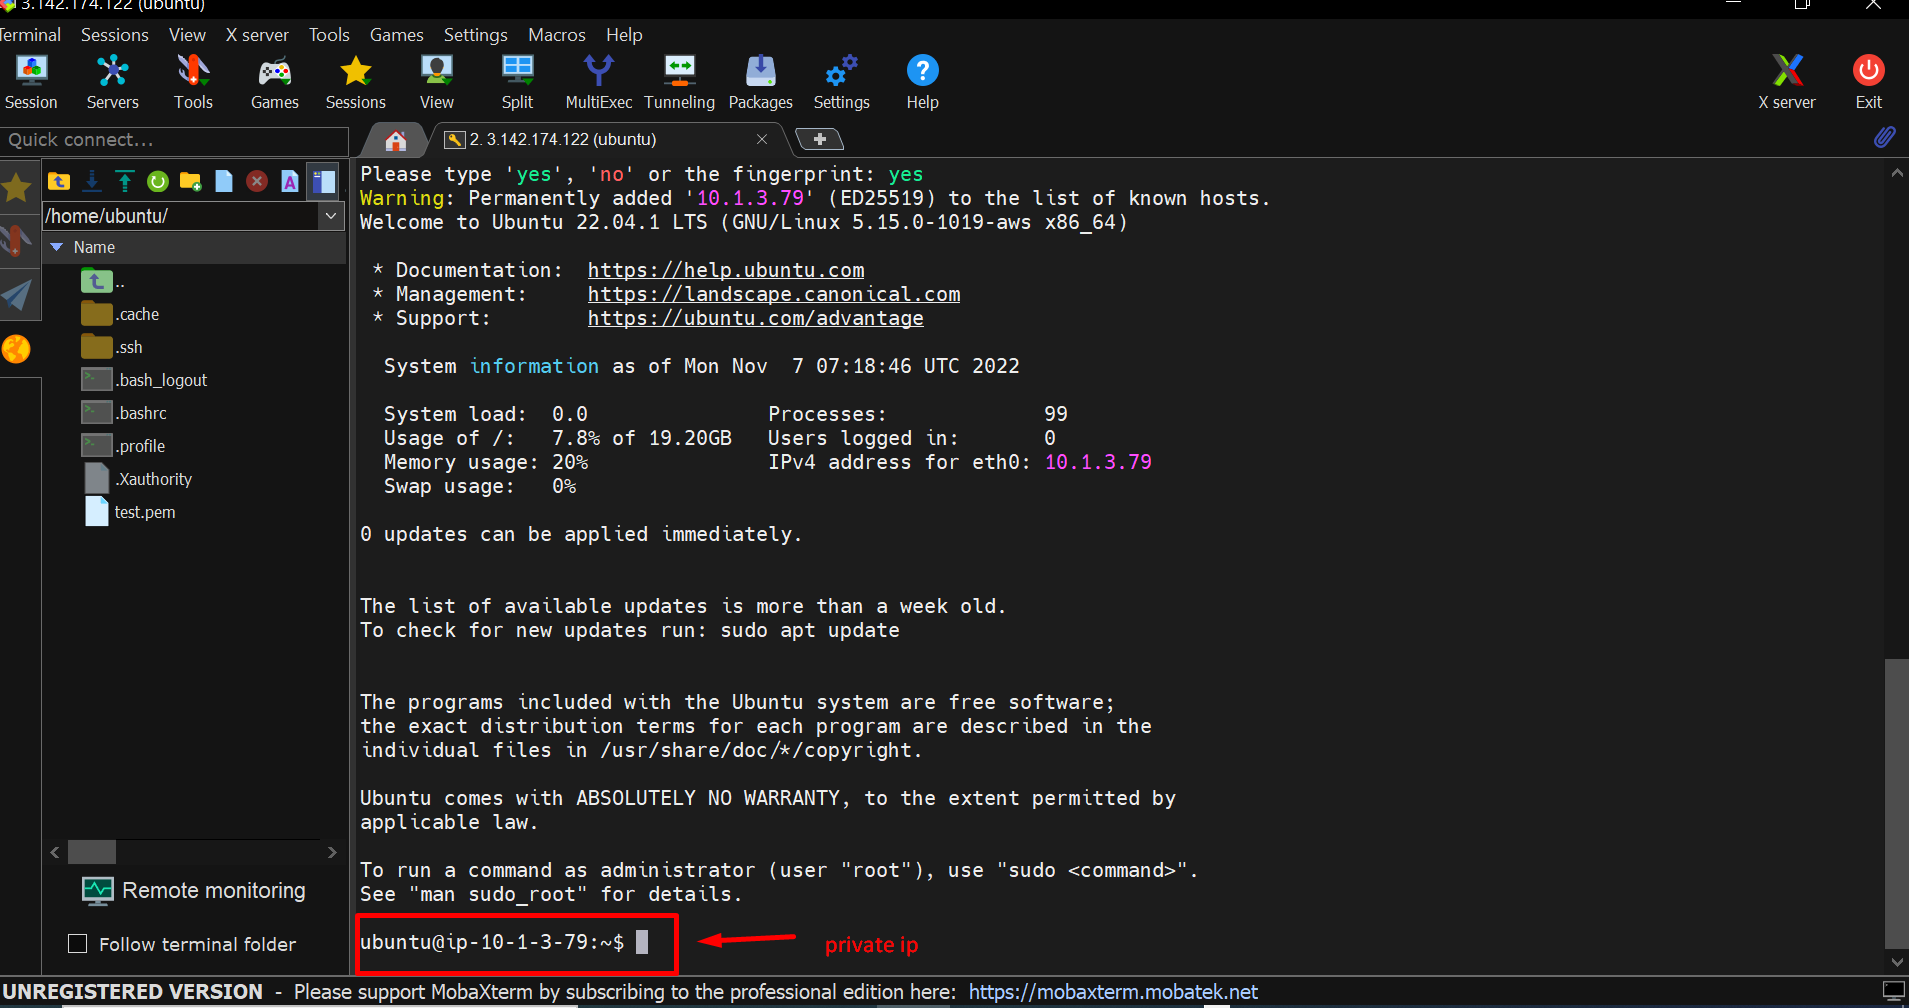 3.142.174.122 (ubuntu)
Terminal Sessions View X server Tools Games Settings Macros Help
Session Servers Tools Games Sessions View Split MultiExec Tunneling Packages Settings Help X server Exit
Quick connect...
2. 3.142.174.122 (ubuntu)
/home/ubuntu/
Name
..
.cache
.ssh
.bash_logout
.bashrc
.profile
.Xauthority
test.pem
Remote monitoring
Follow terminal folder
Please type 'yes', 'no' or the fingerprint: yes
Warning: Permanently added '10.1.3.79' (ED25519) to the list of known hosts.
Welcome to Ubuntu 22.04.1 LTS (GNU/Linux 5.15.0-1019-aws x86_64)
* Documentation: https://help.ubuntu.com
* Management: https://landscape.canonical.com
* Support: https://ubuntu.com/advantage
System information as of Mon Nov 7 07:18:46 UTC 2022
System load: 0.0 Processes: 99
Usage of /: 7.8% of 19.20GB Users logged in: 0
Memory usage: 20% IPv4 address for eth0: 10.1.3.79
Swap usage: 0%
0 updates can be applied immediately.
The list of available updates is more than a week old.
To check for new updates run: sudo apt update
The programs included with the Ubuntu system are free software;
the exact distribution terms for each program are described in the
individual files in /usr/share/doc/*/copyright.
Ubuntu comes with ABSOLUTELY NO WARRANTY, to the extent permitted by
applicable law.
To run a command as administrator (user "root"), use "sudo <command>".
See "man sudo_root" for details.
ubuntu@ip-10-1-3-79:~$
private ip
UNREGISTERED VERSION - Please support MobaXterm by subscribing to the professional edition here: https://mobaxterm.mobatek.net